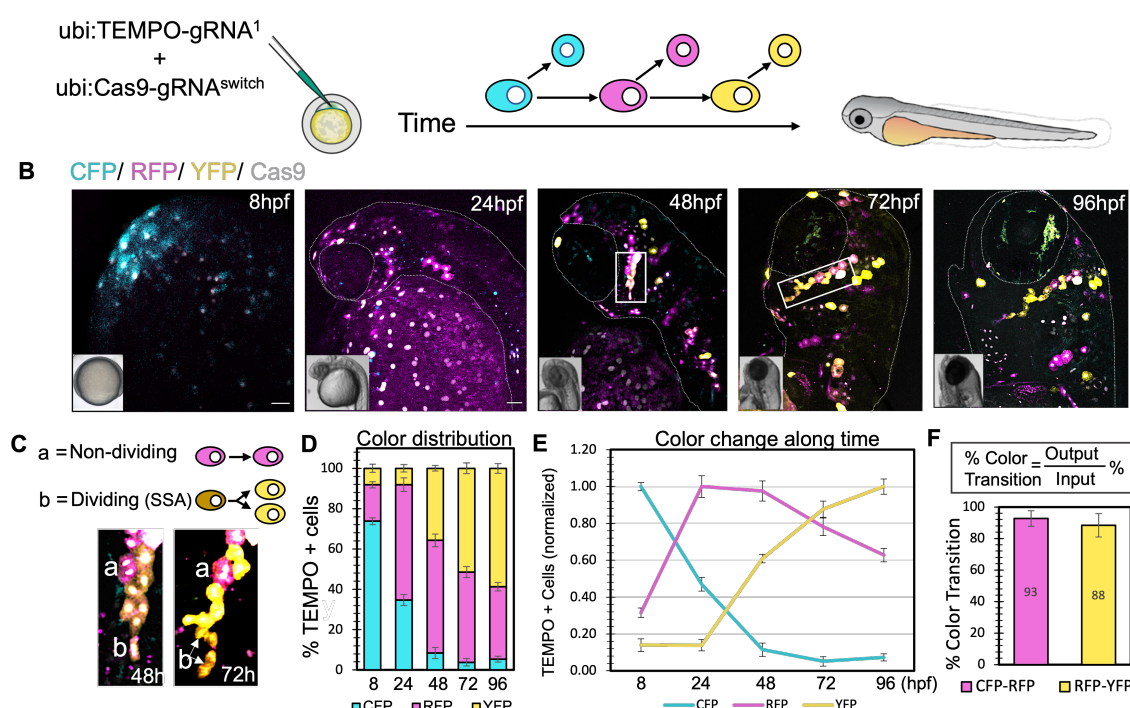 ubi:TEMPO-gRNA1
+
ubi:Cas9-gRNAswitch
Time
B
CFP/ RFP/ YFP/ Cas9
8hpf
24hpf
48hpf
72hpf
96hpf
C
a = Non-dividing
b = Dividing (SSA)
a
b
48h
a
b
72h
D
Color distribution
% TEMPO + cells
y
100
80
60
40
20
0
8 24 48 72 96
CFP RFP YFP
E
Color change along time
TEMPO + Cells (normalized)
1.20
1.00
0.80
0.60
0.40
0.20
0.00
8 24 48 72 96 (hpf)
CFP RFP YFP
F
% Color Transition = Output / Input %
% Color Transition
100
80
60
40
20
0
93
88
CFP-RFP RFP-YFP